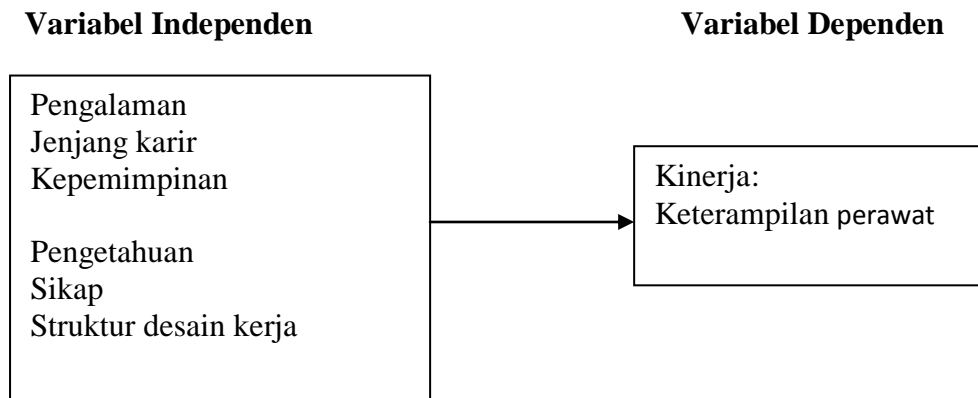 Variabel Independen
Variabel Dependen
Pengalaman
Jenjang karir
Kepemimpinan
Pengetahuan
Sikap
Struktur desain kerja
Kinerja:
Keterampilan perawat